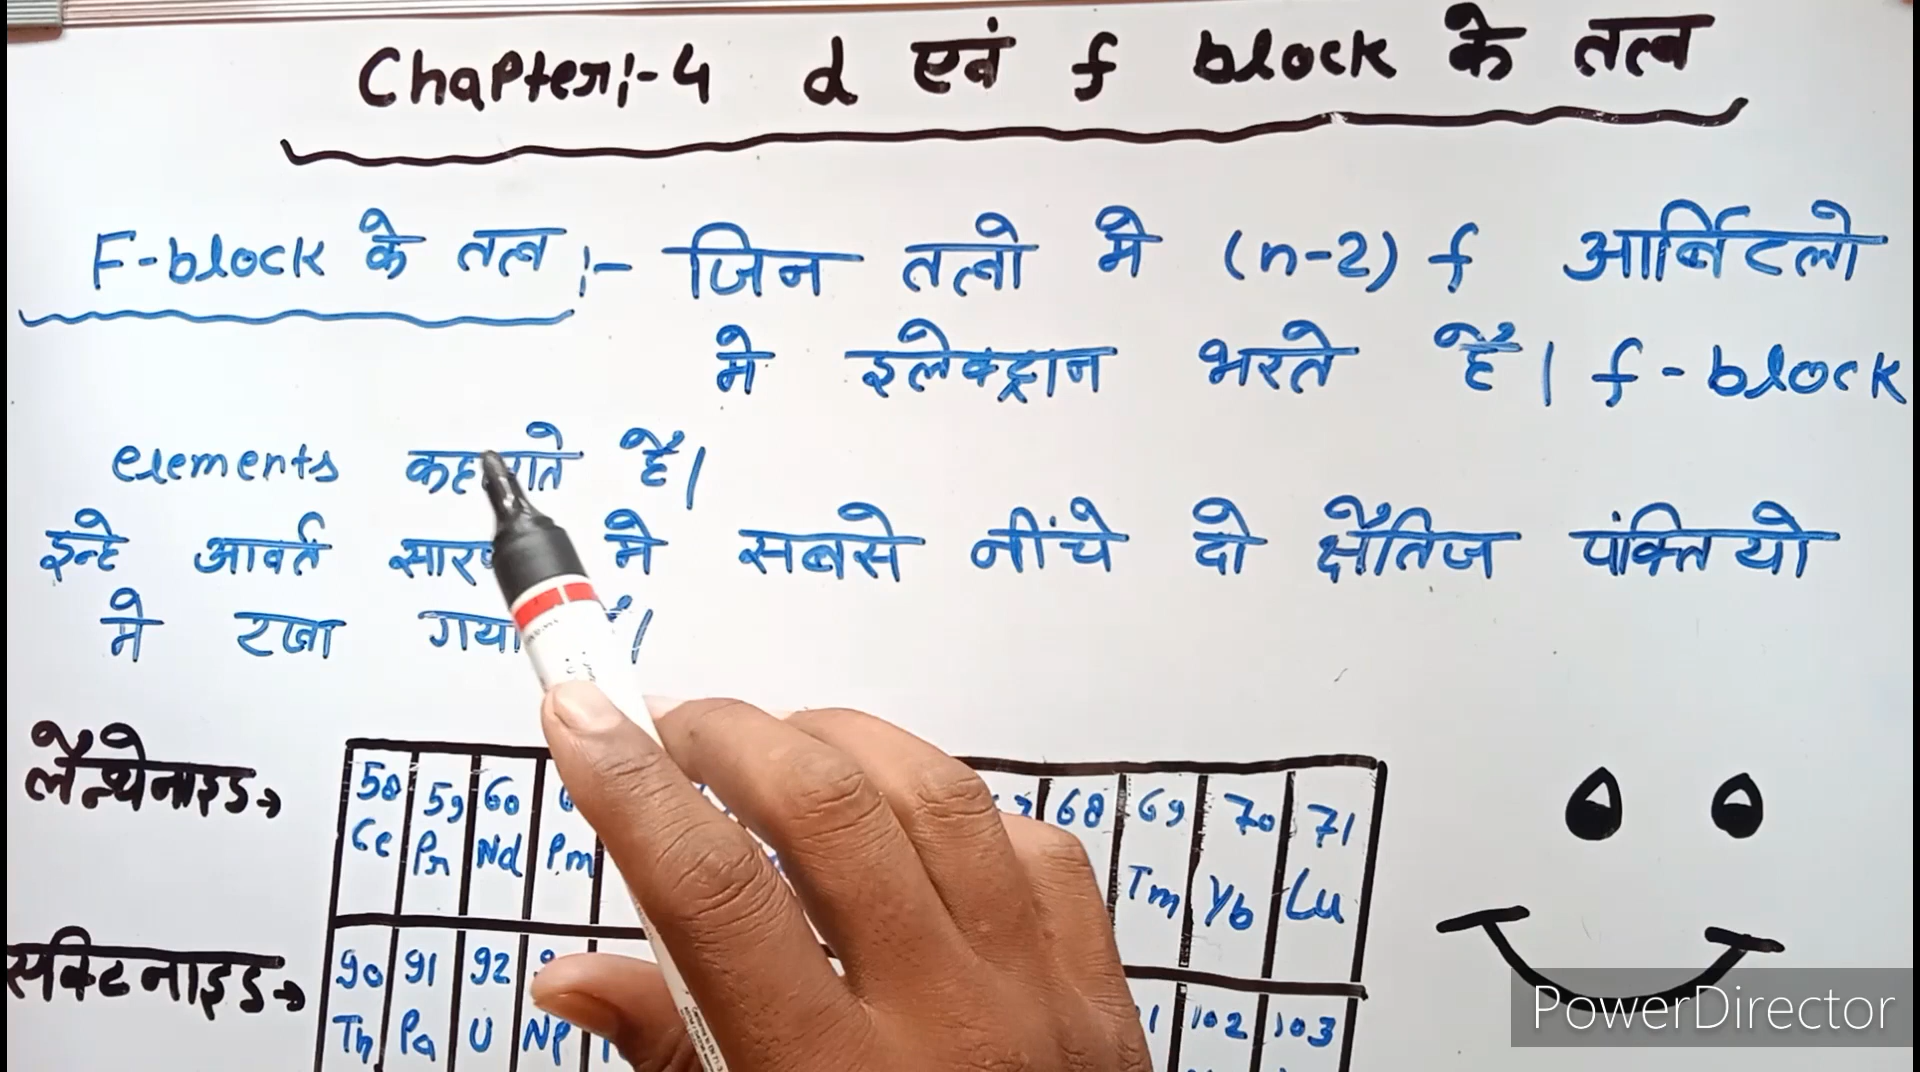 Chapter:-4 d एवं f block के तत्व
F-block के तत्व :- जिन तत्वो मे (n-2) f आर्बिटलो
मे इलेक्ट्रान भरते हैं। f-block
elements कहलाते हैं।
इन्हे आवर्त सारणी मे सबसे नींचे दो क्षैतिज पंक्तियो
मे रखा गया है।
लैन्थेनाइड→ 58 59 60 68 69 70 71
Ce Pr Nd Pm Tm Yb Lu
एक्टिनाइड→ 90 91 92 102 103
Th Pa U Np
PowerDirector